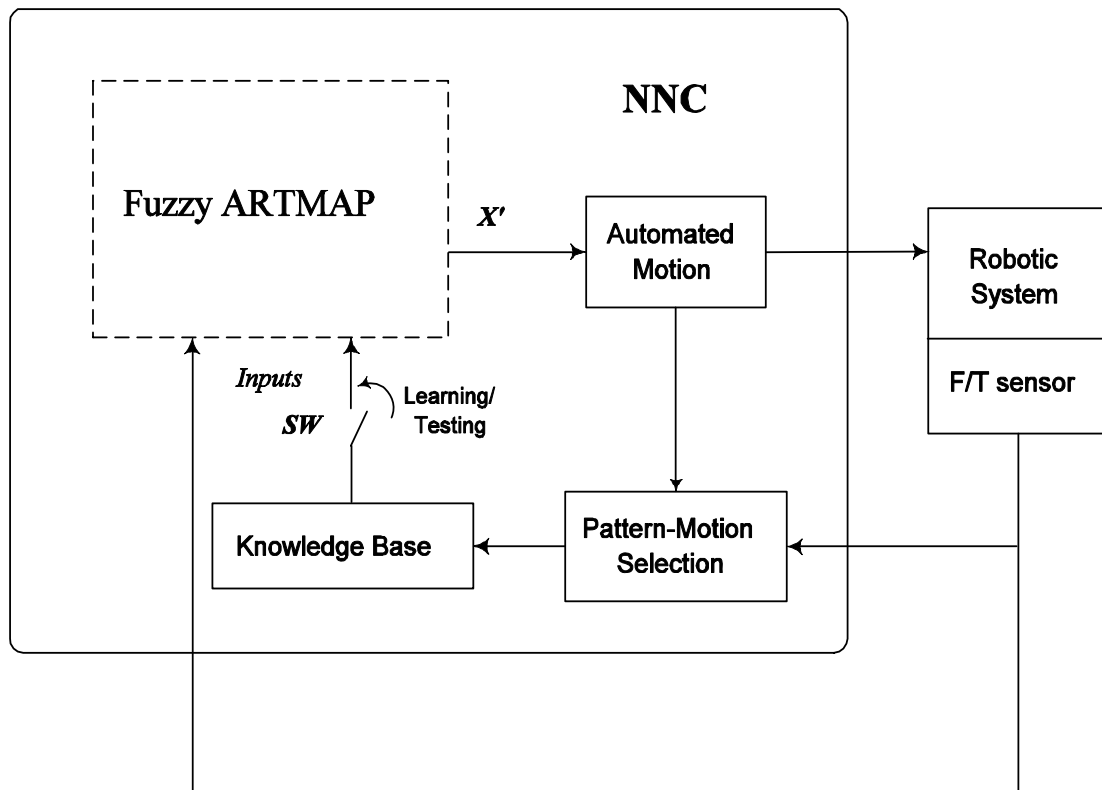 NNC
Fuzzy ARTMAP
X'
Automated
Motion
Robotic
System
F/T sensor
Inputs
SW
Learning/
Testing
Knowledge Base
Pattern-Motion
Selection